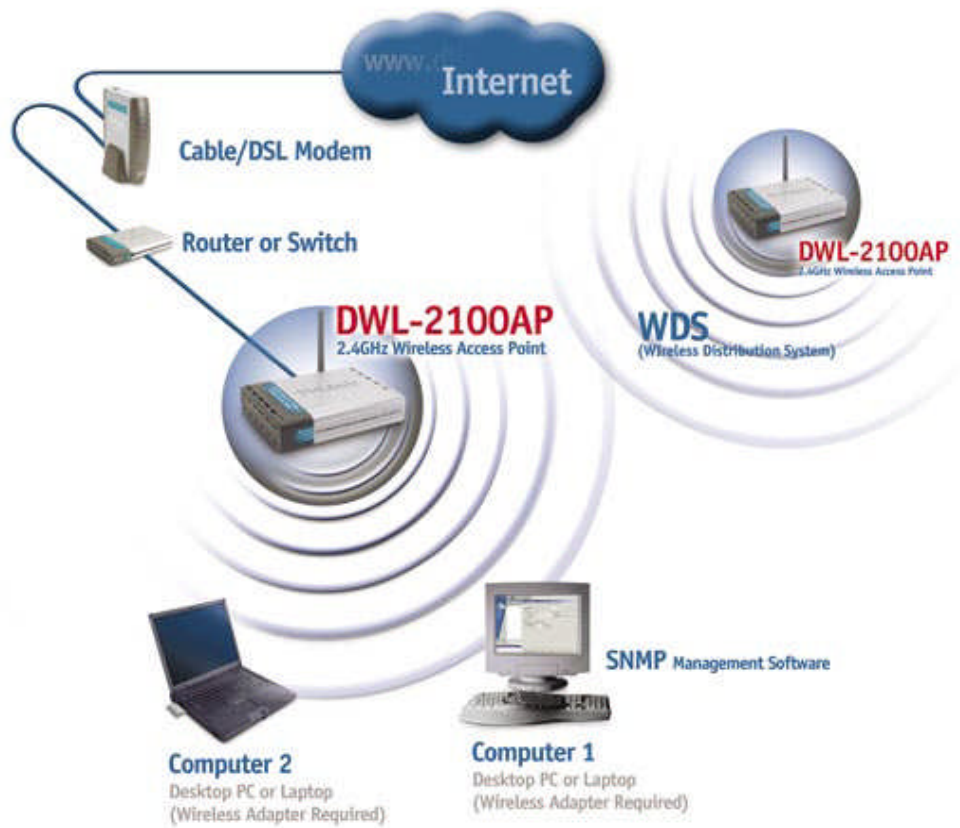 www.
Internet
Cable/DSL Modem
Router or Switch
DWL-2100AP
2.4GHz Wireless Access Point
DWL-2100AP
2.4GHz Wireless Access Point
WDS
(Wireless Distribution System)
SNMP Management Software
Computer 2
Desktop PC or Laptop
(Wireless Adapter Required)
Computer 1
Desktop PC or Laptop
(Wireless Adapter Required)